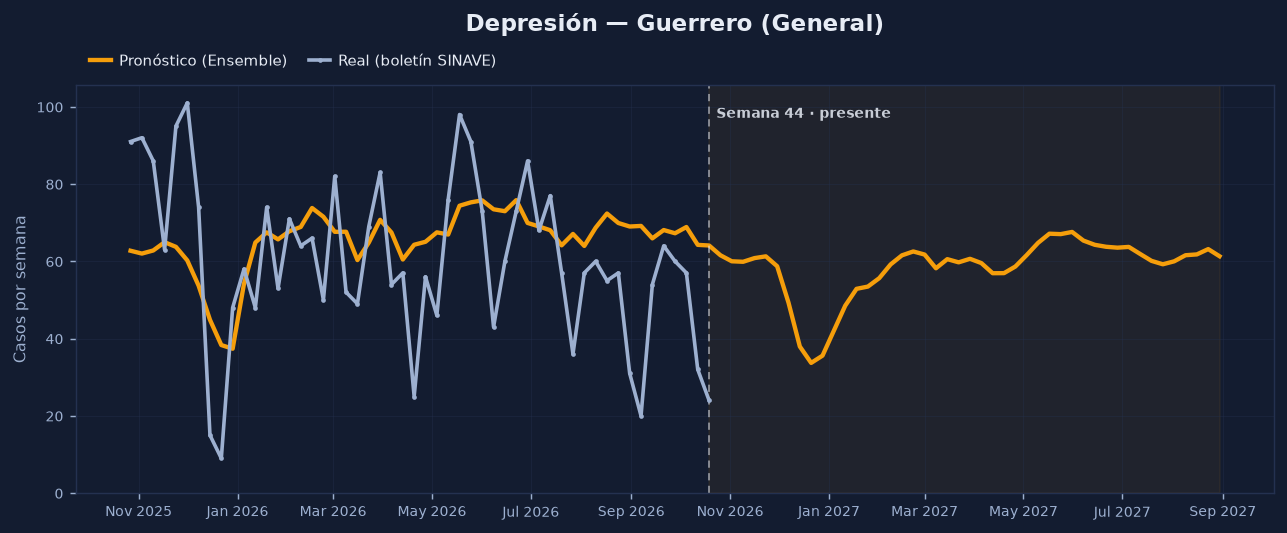 Depresión — Guerrero (General)
Pronóstico (Ensemble)
Real (boletín SINAVE)
Semana 44 · presente
Casos por semana
100
80
60
40
20
0
Nov 2025
Jan 2026
Mar 2026
May 2026
Jul 2026
Sep 2026
Nov 2026
Jan 2027
Mar 2027
May 2027
Jul 2027
Sep 2027